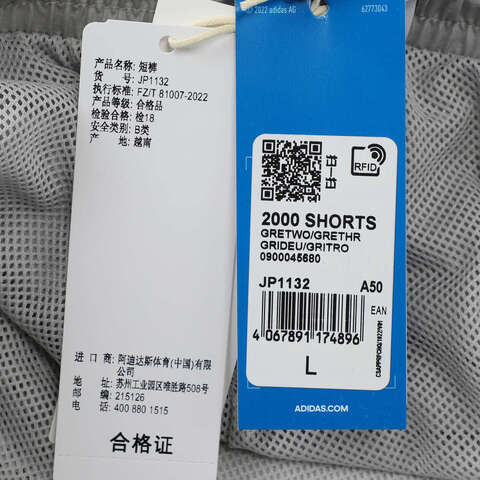 产品名称: 短裤
货 号: JP1132
执行标准: FZ/T 81007-2022
产品等级: 合格品
检验合格: 检18
安全类别: B类
产 地: 越南
进 口 商: 阿迪达斯体育(中国)有限
公司
地址: 苏州工业园区唯胜路508号
邮编: 215126
电话: 400 880 1515
合格证
© 2022 adidas AG 62773043
RFID
2000 SHORTS
GRETWO/GRETHR
GRIDEU/GRITRO
0900045680
JP1132 A50
EAN
4 067891 174896
L
ADIDAS.COM